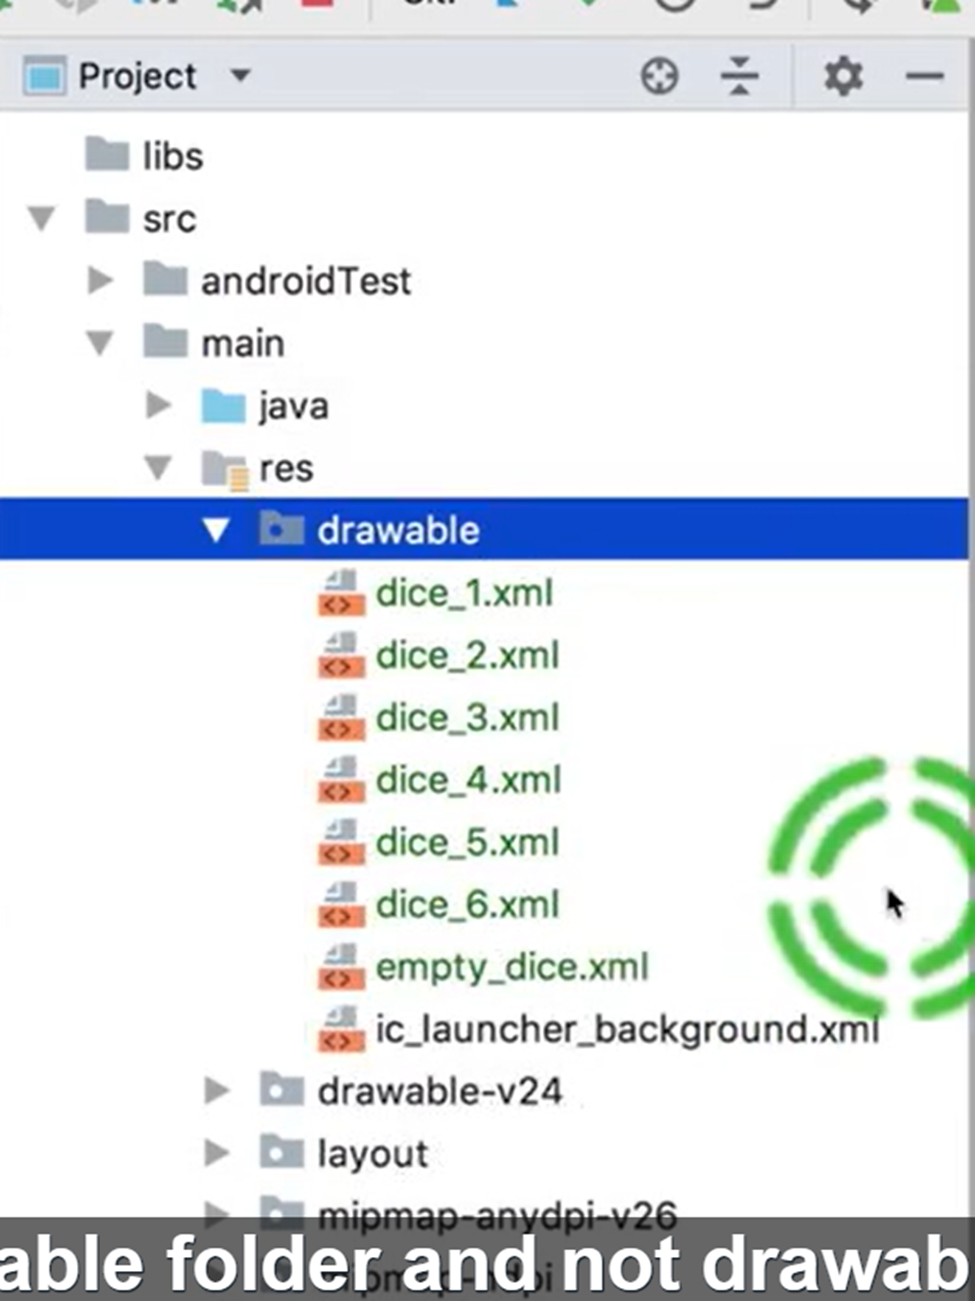 Project
libs
src
androidTest
main
java
res
drawable
dice_1.xml
dice_2.xml
dice_3.xml
dice_4.xml
dice_5.xml
dice_6.xml
empty_dice.xml
ic_launcher_background.xml
drawable-v24
layout
mipmap-anydpi-v26
able folder and not drawab